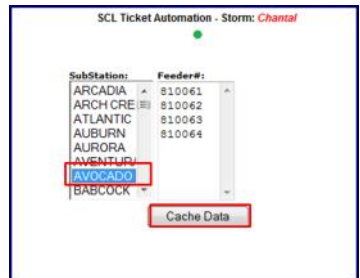 SCL Ticket Automation - Storm: Chantal
SubStation: Feeder#:
ARCADIA 810061
ARCH CRE 810062
ATLANTIC 810063
AUBURN 810064
AURORA
AVENTURA
AVOCADO
BABCOCK
Cache Data